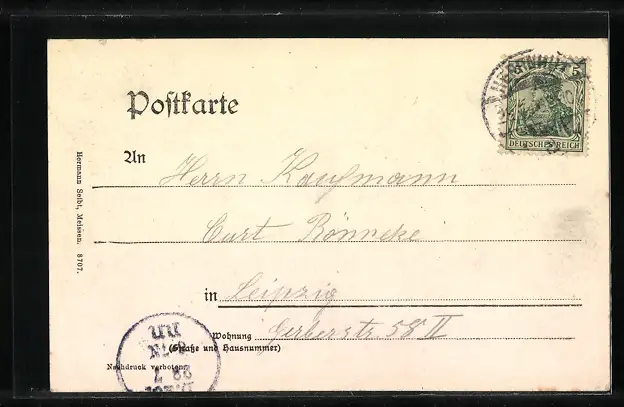 Postkarte
5
DEUTSCHES REICH
An Herrn Kaufmann
Curt Rönneke
in Leipzig
Wohnung Gerberstr 58 II
(Straße und Hausnummer)
Nachdruck verboten.
Hermann Seibt, Meissen. 8707.